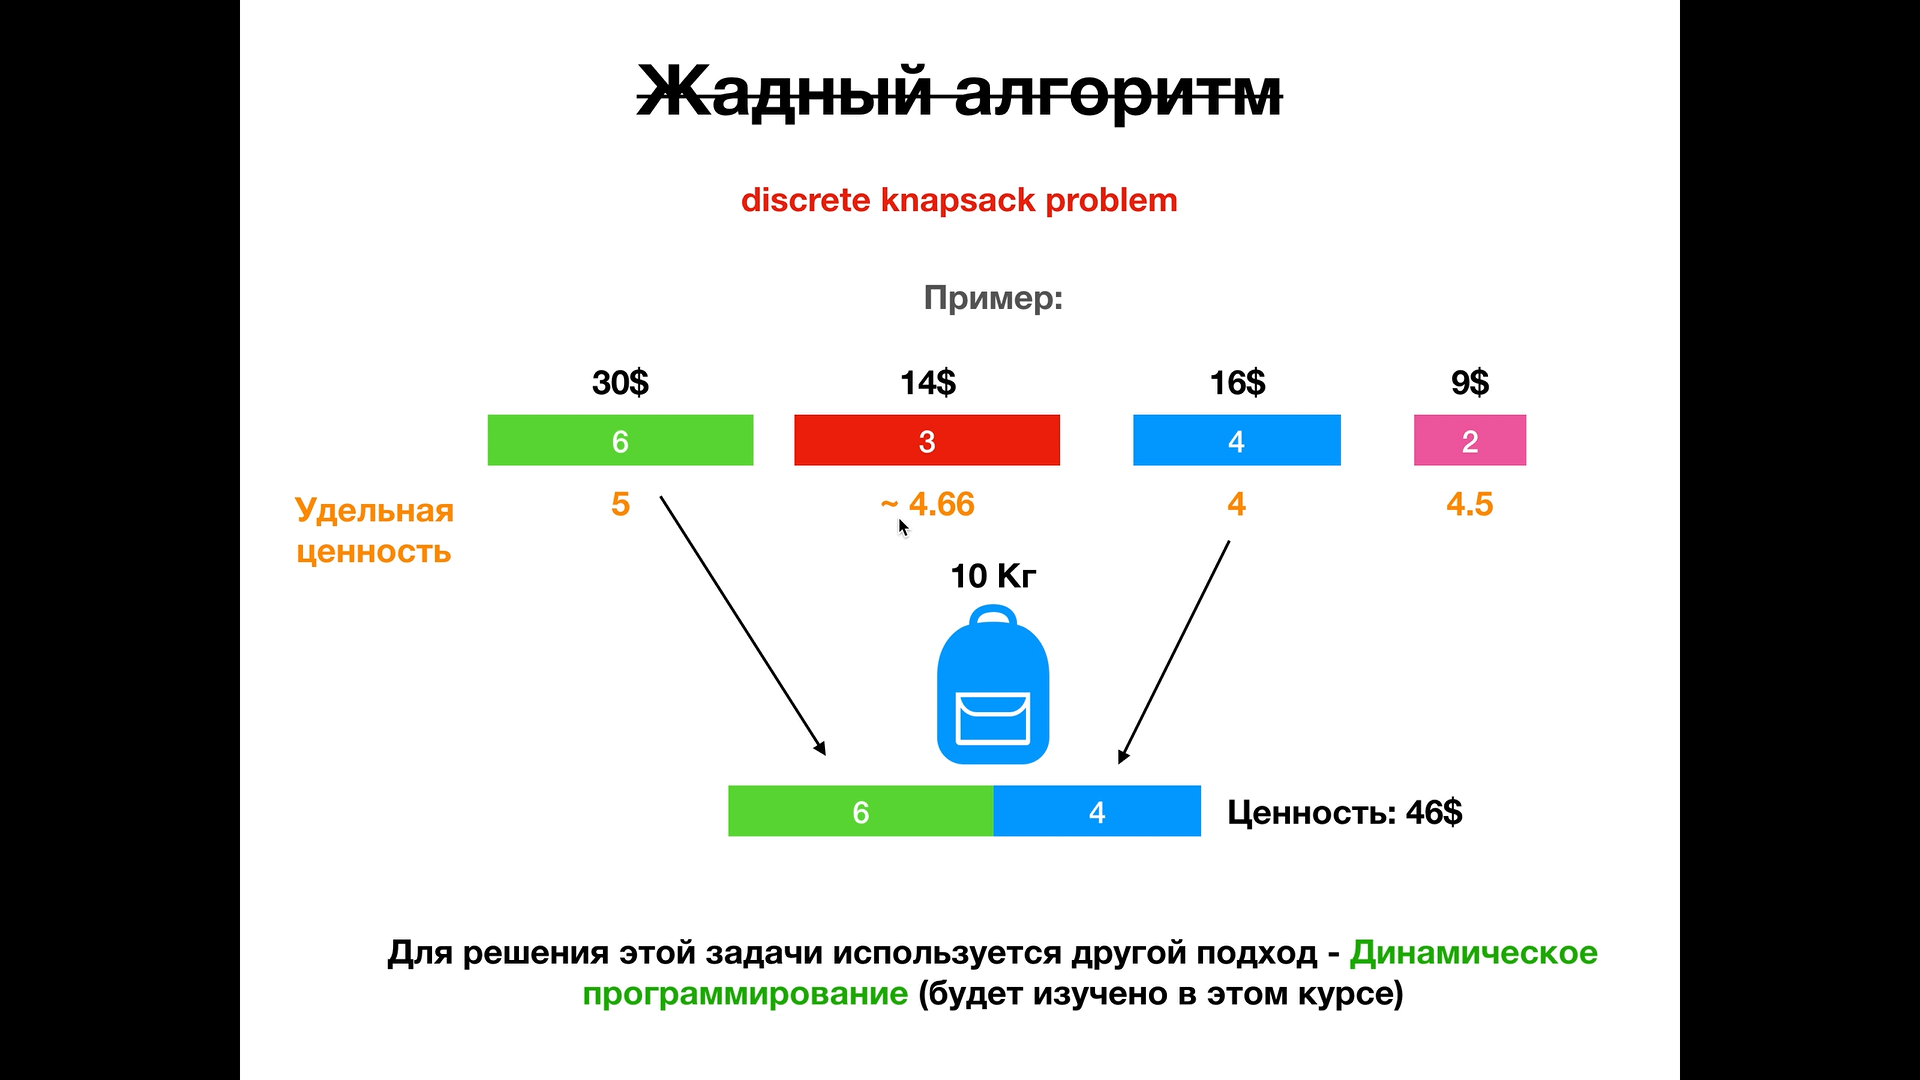 Жадный алгоритм
discrete knapsack problem
Пример:
30$ 14$ 16$ 9$
6 3 4 2
Удельная ценность
5 ~ 4.66 4 4.5
10 Кг
6 4 Ценность: 46$
Для решения этой задачи используется другой подход - Динамическое
программирование (будет изучено в этом курсе)